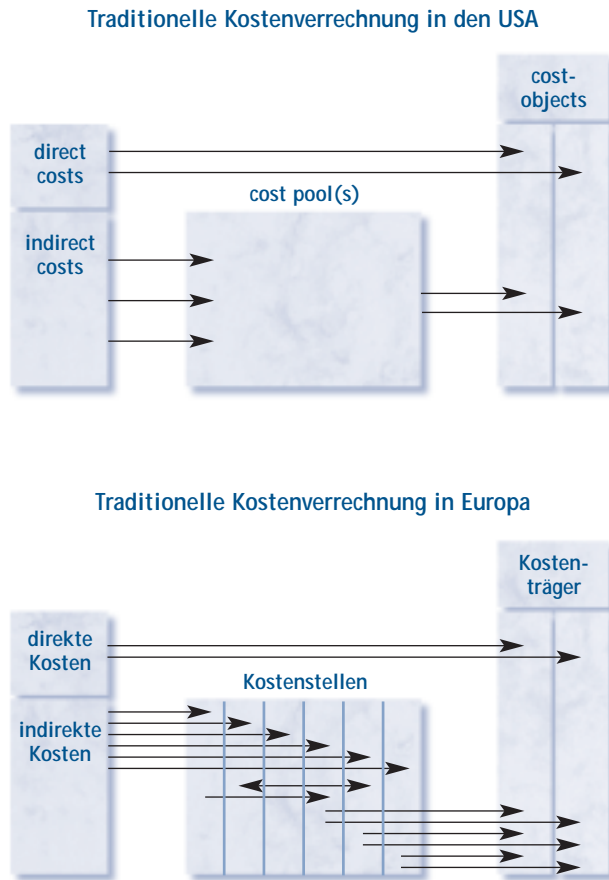 Traditionelle Kostenverrechnung in den USA
cost-
objects
direct
costs
cost pool(s)
indirect
costs
Traditionelle Kostenverrechnung in Europa
Kosten-
träger
direkte
Kosten
Kostenstellen
indirekte
Kosten